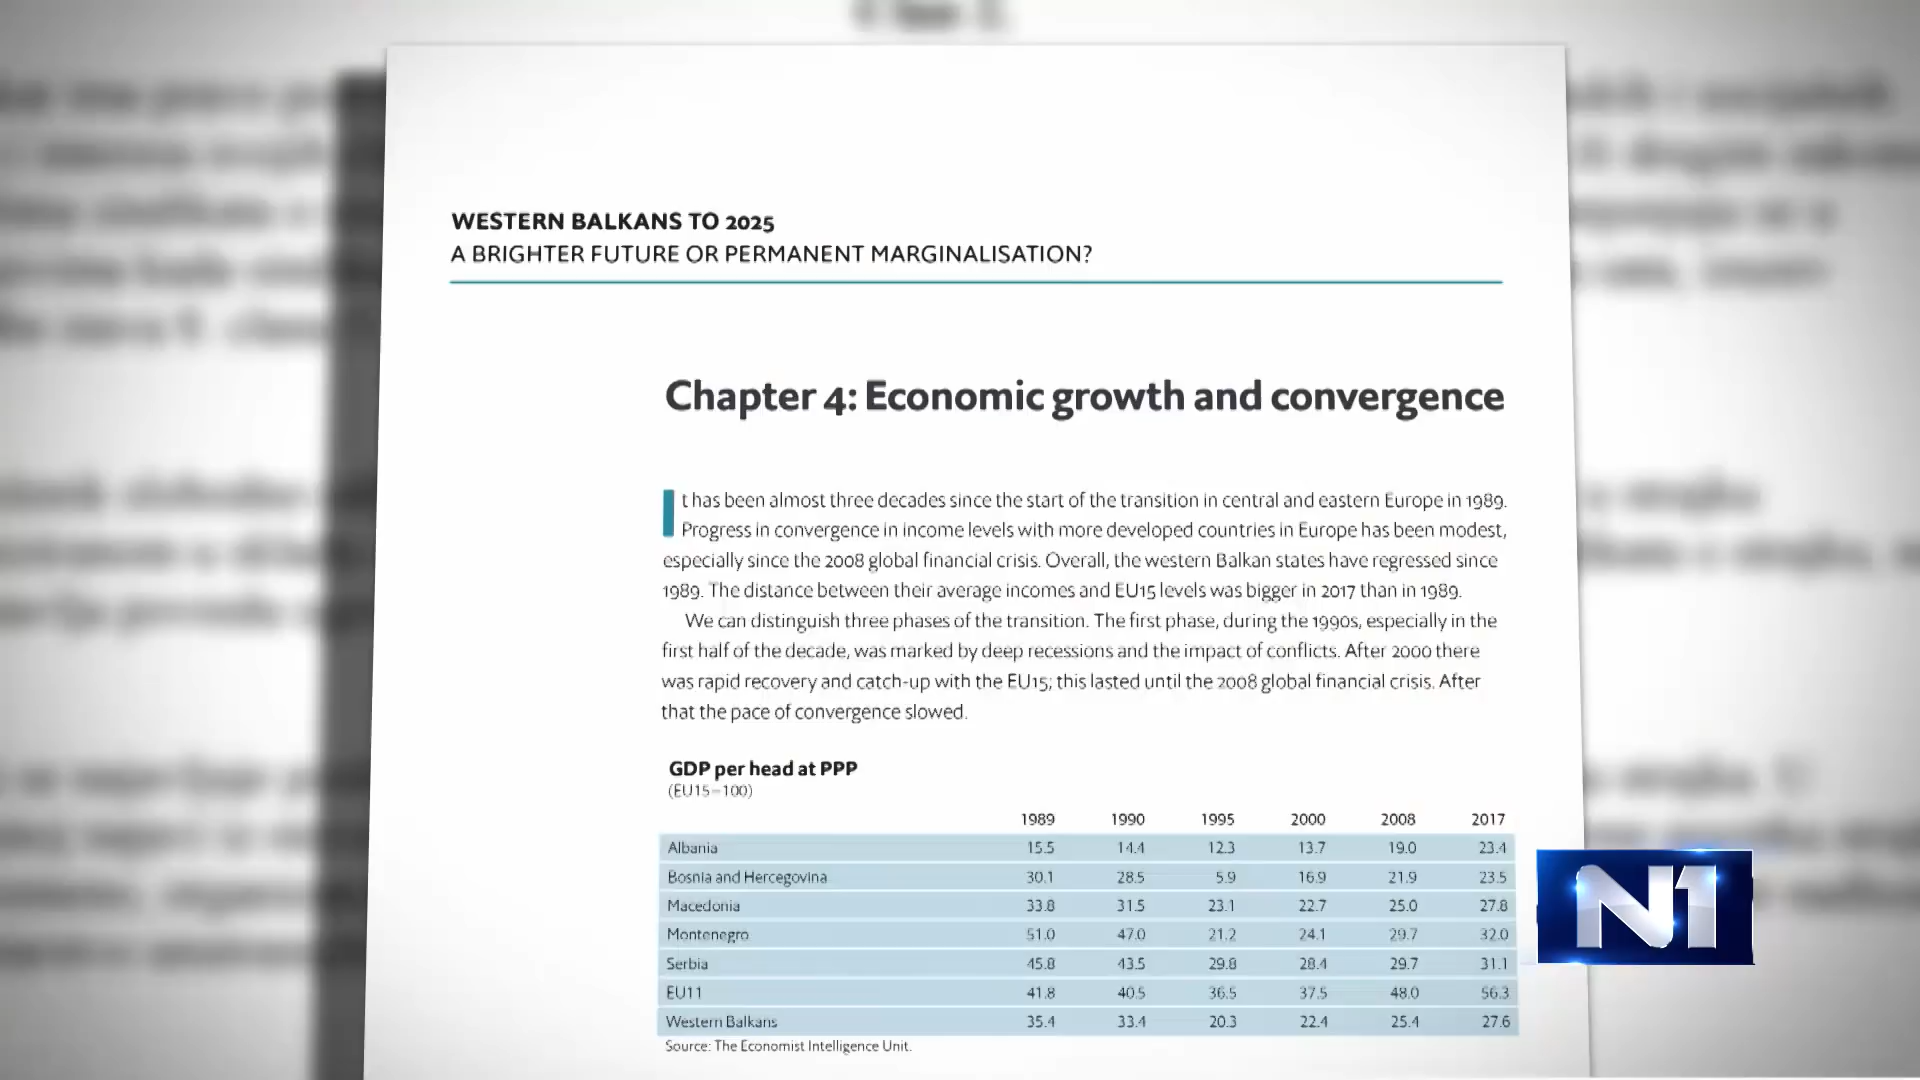 WESTERN BALKANS TO 2025
A BRIGHTER FUTURE OR PERMANENT MARGINALISATION?
Chapter 4: Economic growth and convergence
It has been almost three decades since the start of the transition in central and eastern Europe in 1989.
Progress in convergence in income levels with more developed countries in Europe has been modest,
especially since the 2008 global financial crisis. Overall, the western Balkan states have regressed since
1989. The distance between their average incomes and EU15 levels was bigger in 2017 than in 1989.
We can distinguish three phases of the transition. The first phase, during the 1990s, especially in the
first half of the decade, was marked by deep recessions and the impact of conflicts. After 2000 there
was rapid recovery and catch-up with the EU15; this lasted until the 2008 global financial crisis. After
that the pace of convergence slowed.
GDP per head at PPP
(EU15=100)
1989 1990 1995 2000 2008 2017
Albania 15.5 14.4 12.3 13.7 19.0 23.4
Bosnia and Hercegovina 30.1 28.5 5.9 16.9 21.9 23.5
Macedonia 33.8 31.5 23.1 22.7 25.0 27.8
Montenegro 51.0 47.0 21.2 24.1 29.7 32.0
Serbia 45.8 43.5 29.8 28.4 29.7 31.1
EU11 41.8 40.5 36.5 37.5 48.0 56.3
Western Balkans 35.4 33.4 20.3 22.4 25.4 27.6
Source: The Economist Intelligence Unit.
N1